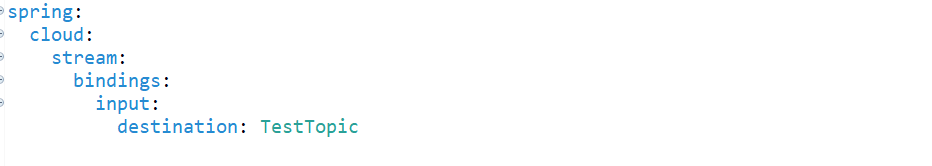 spring:
cloud:
stream:
bindings:
input:
destination: TestTopic